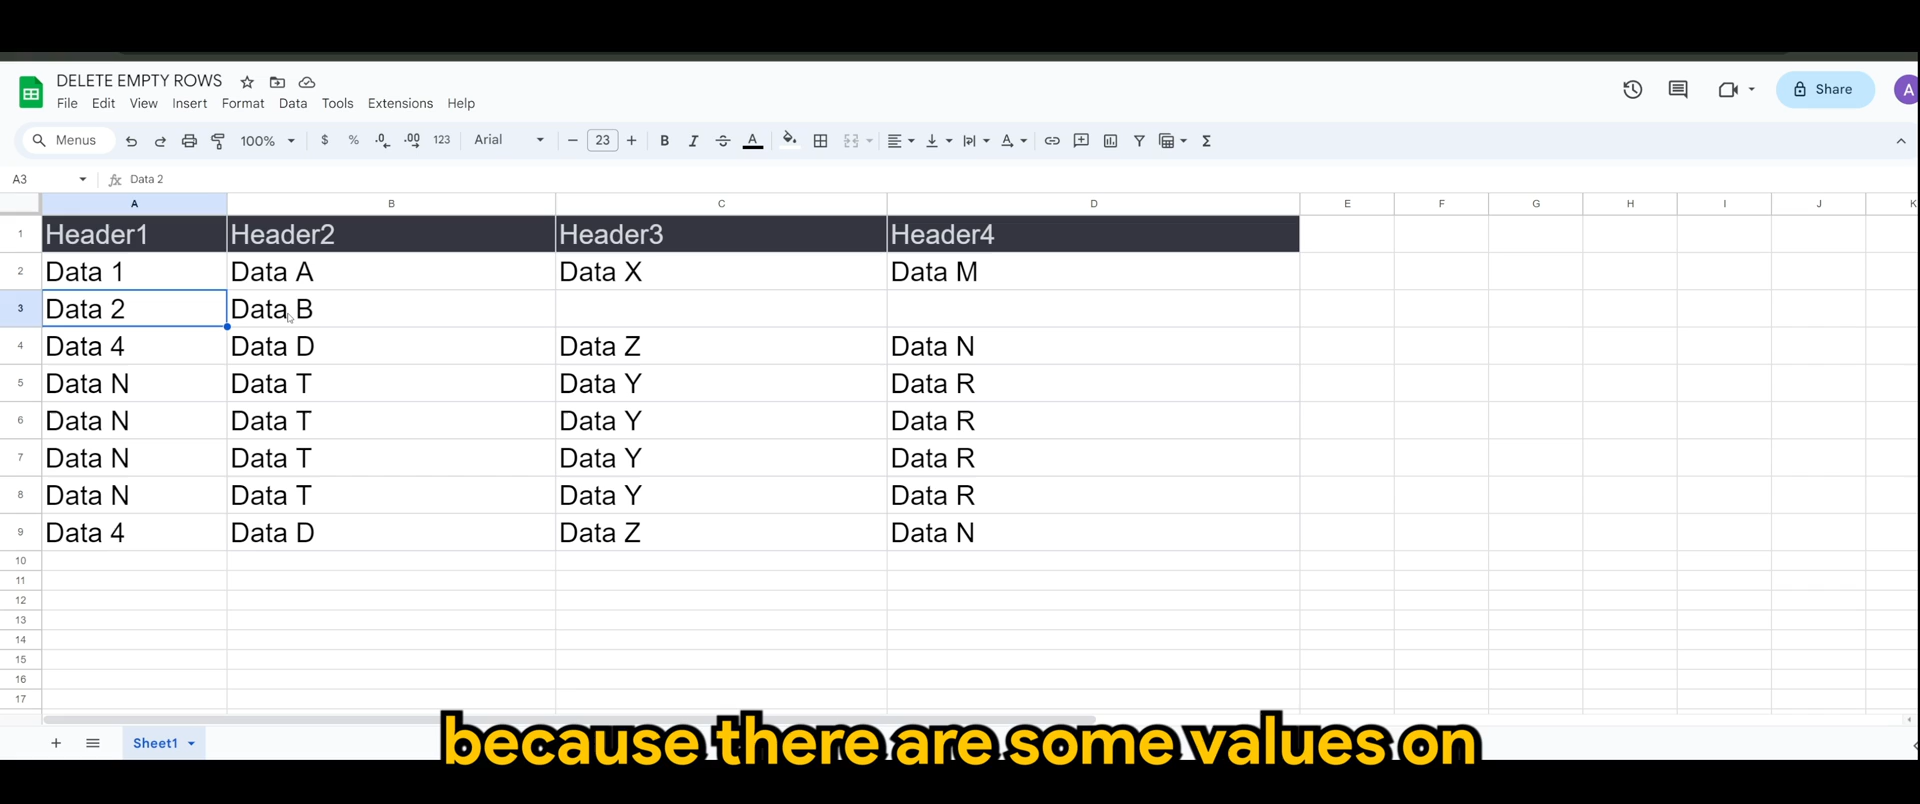 DELETE EMPTY ROWS
File Edit View Insert Format Data Tools Extensions Help
Share
A
Menus 100% $ % .0 .00 123 Arial 23 B I S A A Σ
A3 fx Data 2
A B C D E F G H I J K
1 Header1 Header2 Header3 Header4
2 Data 1 Data A Data X Data M
3 Data 2 Data B
4 Data 4 Data D Data Z Data N
5 Data N Data T Data Y Data R
6 Data N Data T Data Y Data R
7 Data N Data T Data Y Data R
8 Data N Data T Data Y Data R
9 Data 4 Data D Data Z Data N
10
11
12
13
14
15
16
17
Sheet1
because there are some values on